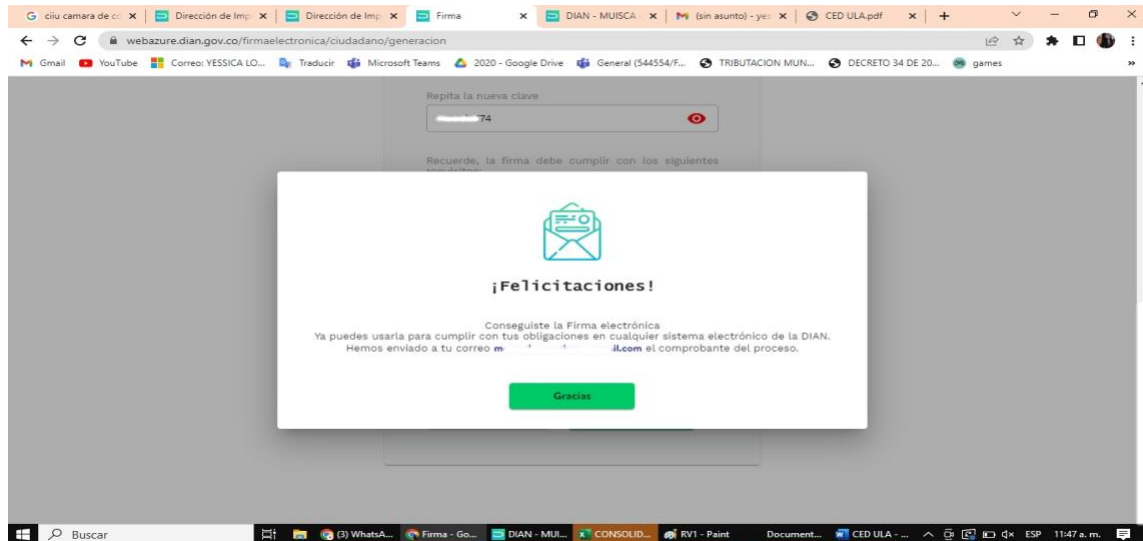 ciiu camara de cc
Dirección de Imp
Dirección de Imp
Firma
DIAN - MUISCA
(sin asunto) - yes
CED ULA.pdf
webazure.dian.gov.co/firmaelectronica/ciudadano/generacion
Gmail YouTube Correo: YESSICA LO... Traducir Microsoft Teams 2020 - Google Drive General (544554/F... TRIBUTACION MUN... DECRETO 34 DE 20... games »
Repita la nueva clave
74
Recuerde, la firma debe cumplir con los siguientes
requisitos:
¡Felicitaciones!
Conseguiste la Firma electrónica
Ya puedes usarla para cumplir con tus obligaciones en cualquier sistema electrónico de la DIAN.
Hemos enviado a tu correo m il.com el comprobante del proceso.
Gracias
Buscar (3) WhatsA... Firma - Go... DIAN - MUI... CONSOLID... RV1 - Paint Document... CED ULA - ... ESP 11:47 a. m.